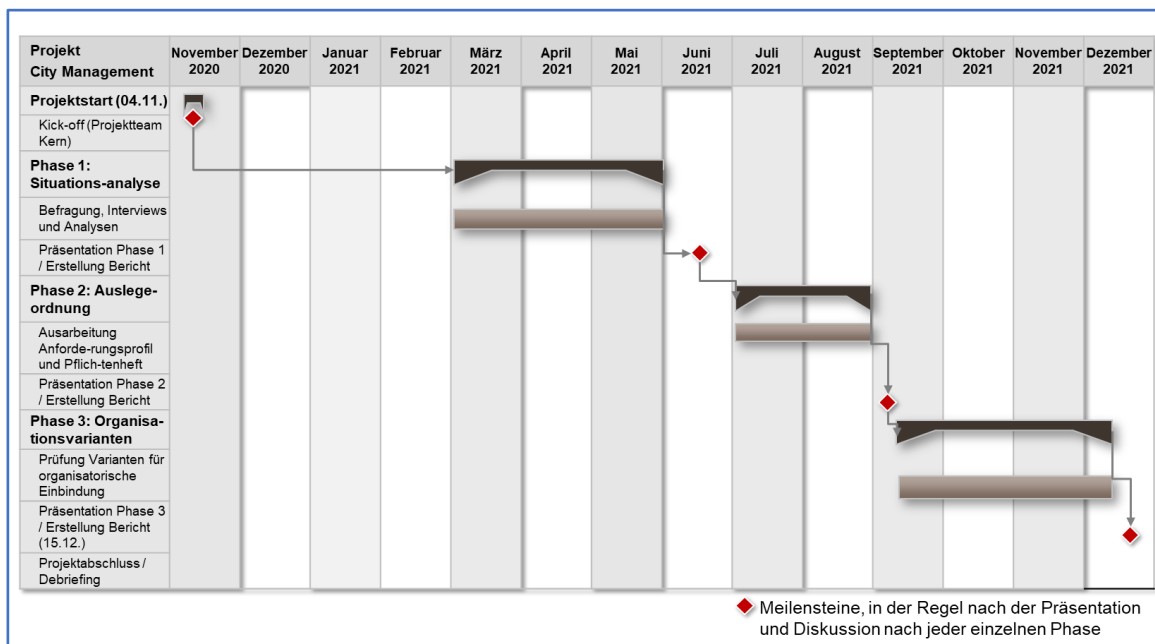 Projekt
City Management
November
2020
Dezember
2020
Januar
2021
Februar
2021
März
2021
April
2021
Mai
2021
Juni
2021
Juli
2021
August
2021
September
2021
Oktober
2021
November
2021
Dezember
2021
Projektstart (04.11.)
Kick-off (Projektteam
Kern)
Phase 1:
Situations-analyse
Befragung, Interviews
und Analysen
Präsentation Phase 1
/ Erstellung Bericht
Phase 2: Auslege-
ordnung
Ausarbeitung
Anforde-rungsprofil
und Pflich-tenheft
Präsentation Phase 2
/ Erstellung Bericht
Phase 3: Organisa-
tionsvarianten
Prüfung Varianten für
organisatorische
Einbindung
Präsentation Phase 3
/ Erstellung Bericht
(15.12.)
Projektabschluss /
Debriefing
Meilensteine, in der Regel nach der Präsentation
und Diskussion nach jeder einzelnen Phase